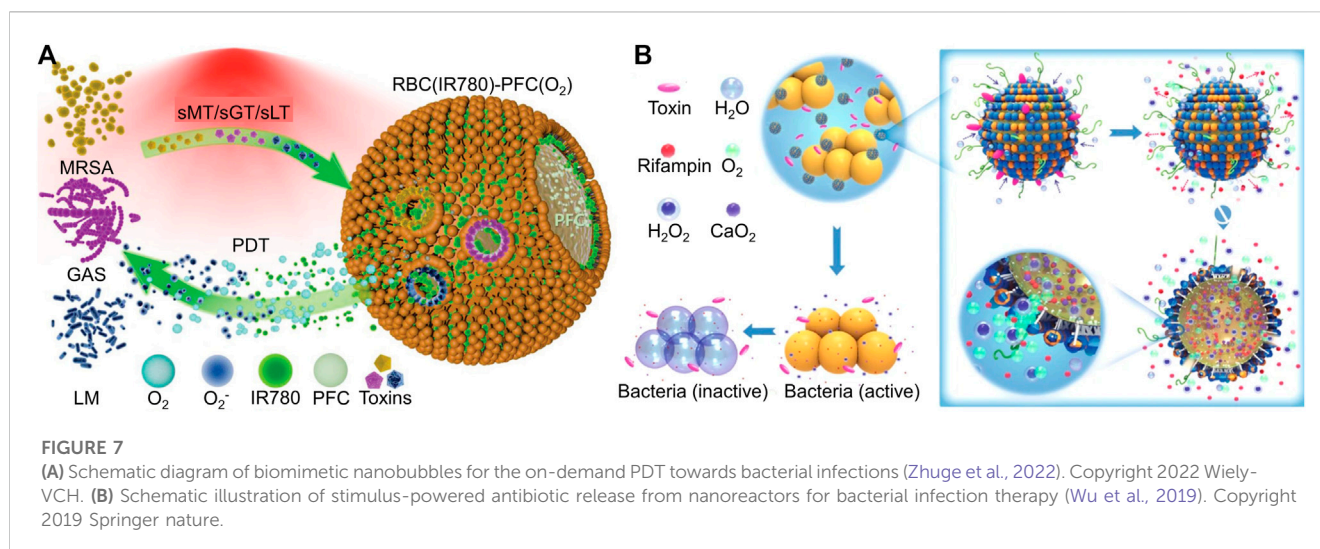 A
RBC(IR780)-PFC(O₂)
sMT/sGT/sLT
MRSA
PFC
PDT
GAS
LM
O₂
O₂⁻
IR780
PFC
Toxins
B
Toxin
H₂O
Rifampin
O₂
H₂O₂
CaO₂
Bacteria (inactive)
Bacteria (active)
FIGURE 7
(A) Schematic diagram of biomimetic nanobubbles for the on-demand PDT towards bacterial infections (Zhuge et al., 2022). Copyright 2022 Wiely-
VCH. (B) Schematic illustration of stimulus-powered antibiotic release from nanoreactors for bacterial infection therapy (Wu et al., 2019). Copyright
2019 Springer nature.